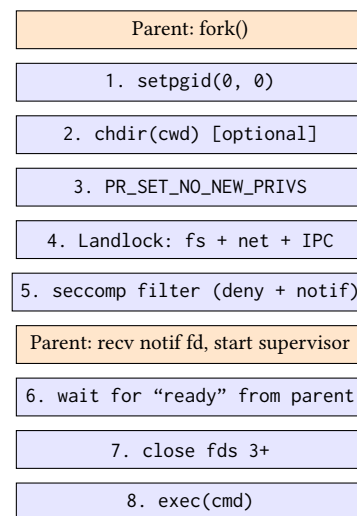 Parent: fork()
1. setpgid(0, 0)
2. chdir(cwd) [optional]
3. PR_SET_NO_NEW_PRIVS
4. Landlock: fs + net + IPC
5. seccomp filter (deny + notif)
Parent: recv notif fd, start supervisor
6. wait for “ready” from parent
7. close fds 3+
8. exec(cmd)